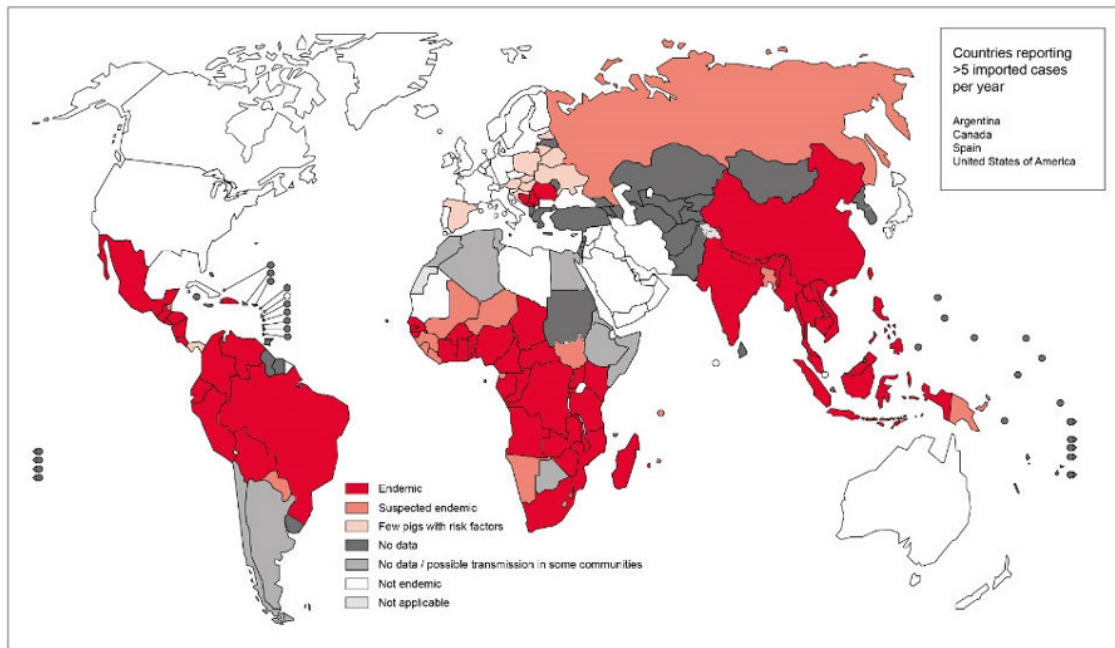 Countries reporting
>5 imported cases
per year
Argentina
Canada
Spain
United States of America
Endemic
Suspected endemic
Few pigs with risk factors
No data
No data / possible transmission in some communities
Not endemic
Not applicable